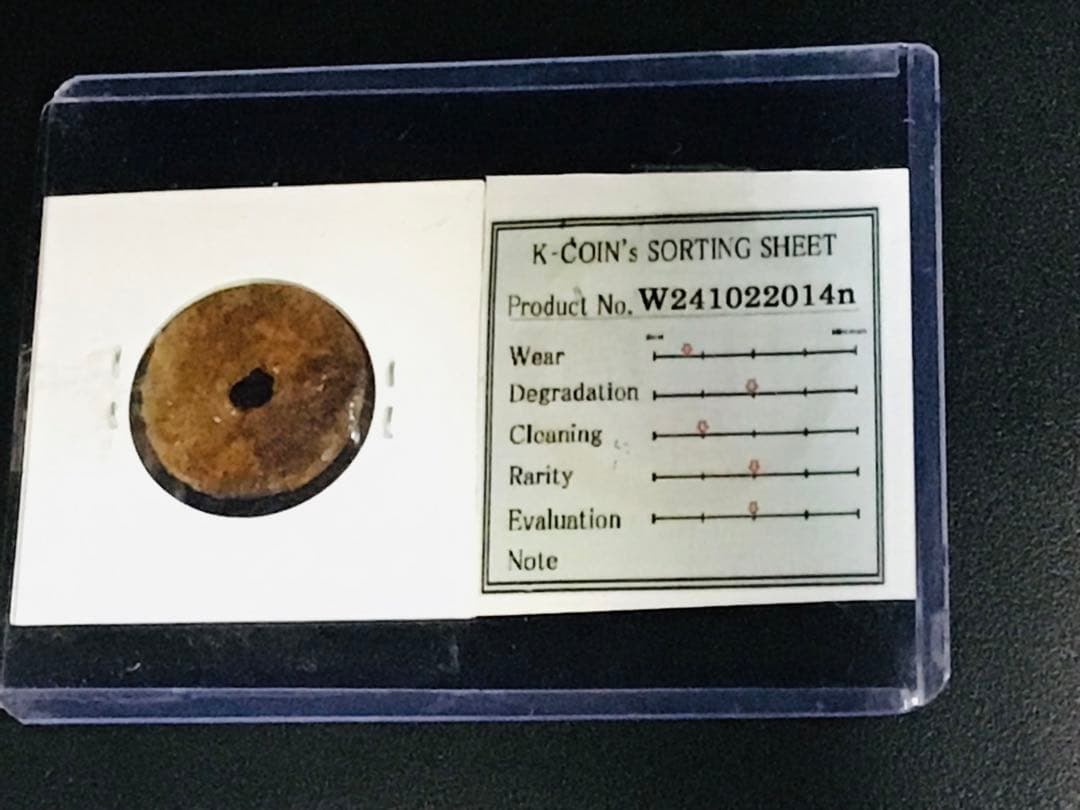 K-COIN's SORTING SHEET
Product No. W241022014n
Wear
Degradation
Cleaning
Rarity
Evaluation
Note